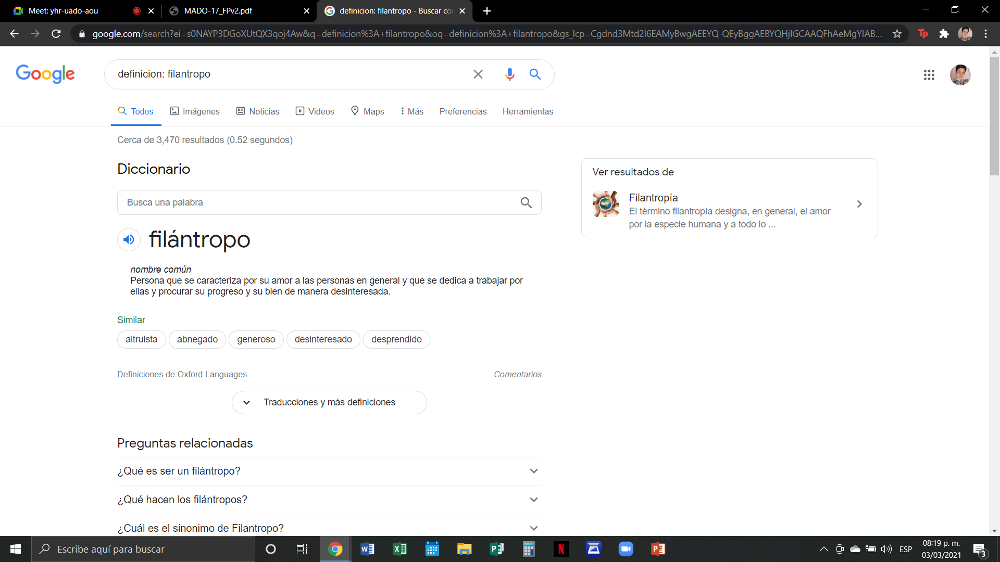 Meet: yhr-uado-aou
MADO-17_FPv2.pdf
definicion: filantropo - Buscar co
google.com/search?ei=s0NAYP3DGoXUtQX3qoj4Aw&q=definicion%3A+filantropo&oq=definicion%3A+filantropo&gs_lcp=Cgdnd3Mtd2l6EAMyBwgAEEYQ-QEyBggAEBYQHjIGCAAQFhAeMgYIAB...
Tp
Google
definicion: filantropo
Todos
Imágenes
Noticias
Videos
Maps
Más
Preferencias
Herramientas
Cerca de 3,470 resultados (0.52 segundos)
Diccionario
Busca una palabra
filántropo
nombre común
Persona que se caracteriza por su amor a las personas en general y que se dedica a trabajar por
ellas y procurar su progreso y su bien de manera desinteresada.
Similar
altruista
abnegado
generoso
desinteresado
desprendido
Definiciones de Oxford Languages
Comentarios
Traducciones y más definiciones
Preguntas relacionadas
¿Qué es ser un filántropo?
¿Qué hacen los filántropos?
¿Cuál es el sinonimo de Filantropo?
Ver resultados de
Filantropía
El término filantropía designa, en general, el amor
por la especie humana y a todo lo ...
Escribe aquí para buscar
ESP
08:19 p. m.
03/03/2021
3